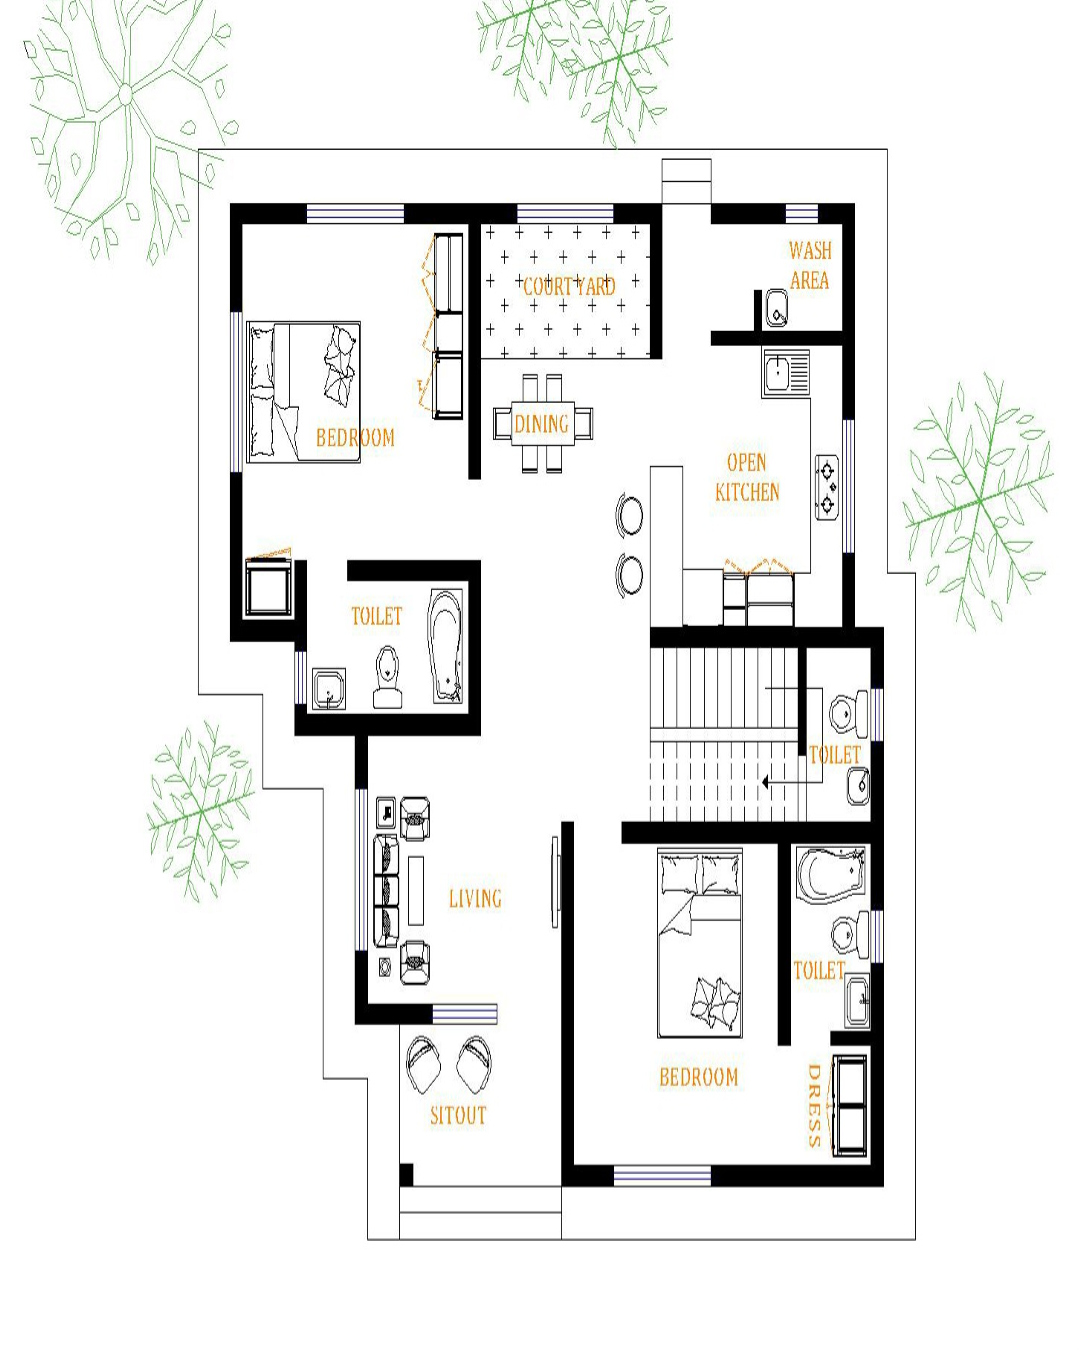 WASH
AREA
COURT YARD
DINING
BEDROOM
OPEN
KITCHEN
TOILET
TOILET
LIVING
TOILET
BEDROOM
DRESS
SITOUT